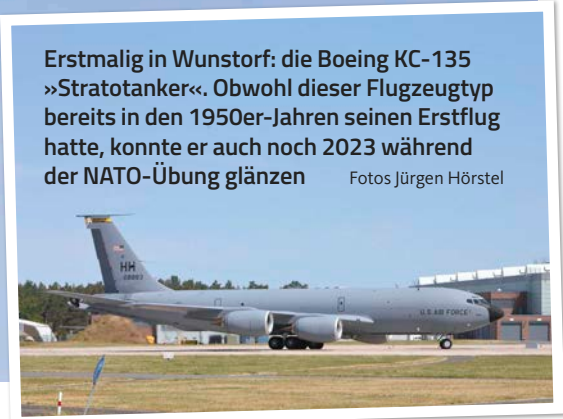 Erstmalig in Wunstorf: die Boeing KC-135
»Stratotanker«. Obwohl dieser Flugzeugtyp
bereits in den 1950er-Jahren seinen Erstflug
hatte, konnte er auch noch 2023 während
der NATO-Übung glänzen Fotos Jürgen Hörstel
HH
U.S. AIR FORCE